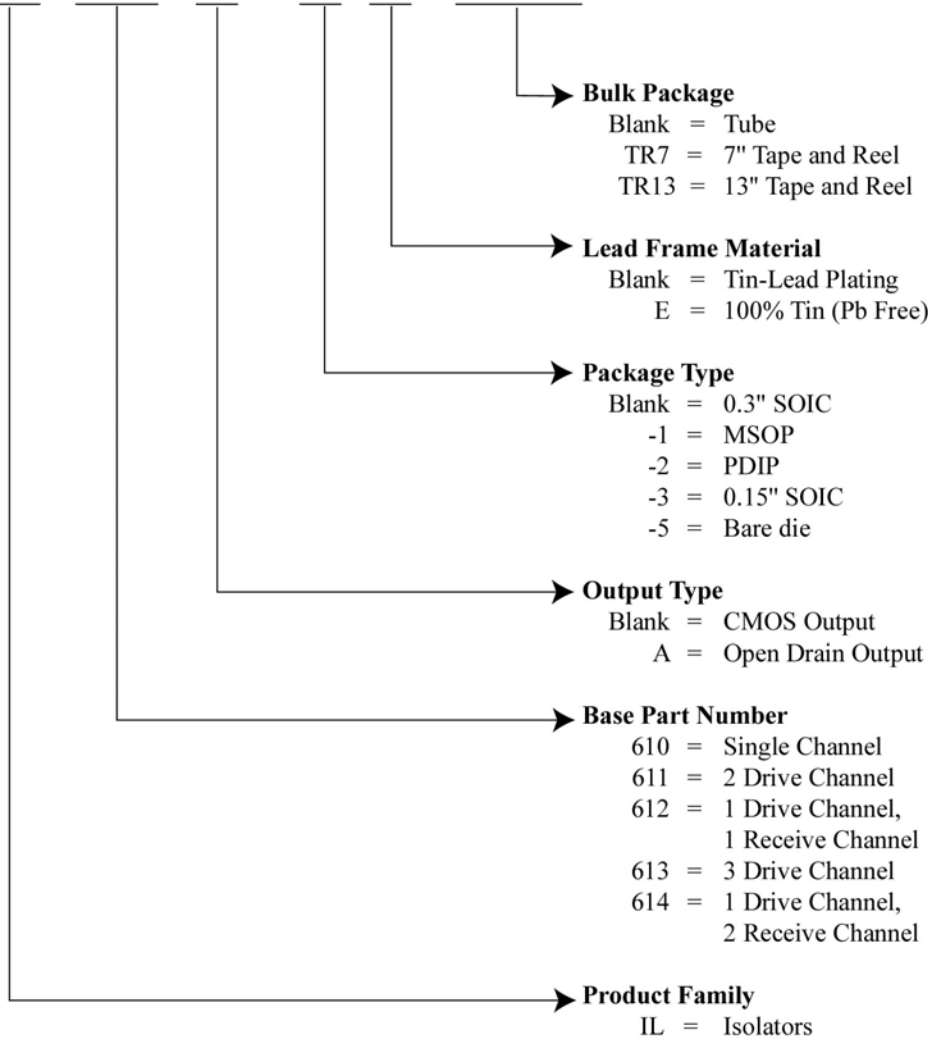 Bulk Package
Blank = Tube
TR7 = 7" Tape and Reel
TR13 = 13" Tape and Reel
Lead Frame Material
Blank = Tin-Lead Plating
E = 100% Tin (Pb Free)
Package Type
Blank = 0.3" SOIC
-1 = MSOP
-2 = PDIP
-3 = 0.15" SOIC
-5 = Bare die
Output Type
Blank = CMOS Output
A = Open Drain Output
Base Part Number
610 = Single Channel
611 = 2 Drive Channel
612 = 1 Drive Channel,
1 Receive Channel
613 = 3 Drive Channel
614 = 1 Drive Channel,
2 Receive Channel
Product Family
IL = Isolators